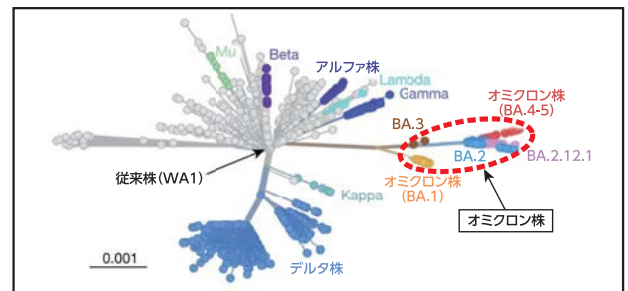 Mu
Beta
アルファ株
Lambda
Gamma
オミクロン株
(BA.4-5)
BA.3
BA.2
BA.2.12.1
従来株(WA1)
オミクロン株
(BA.1)
Kappa
オミクロン株
デルタ株
0.001